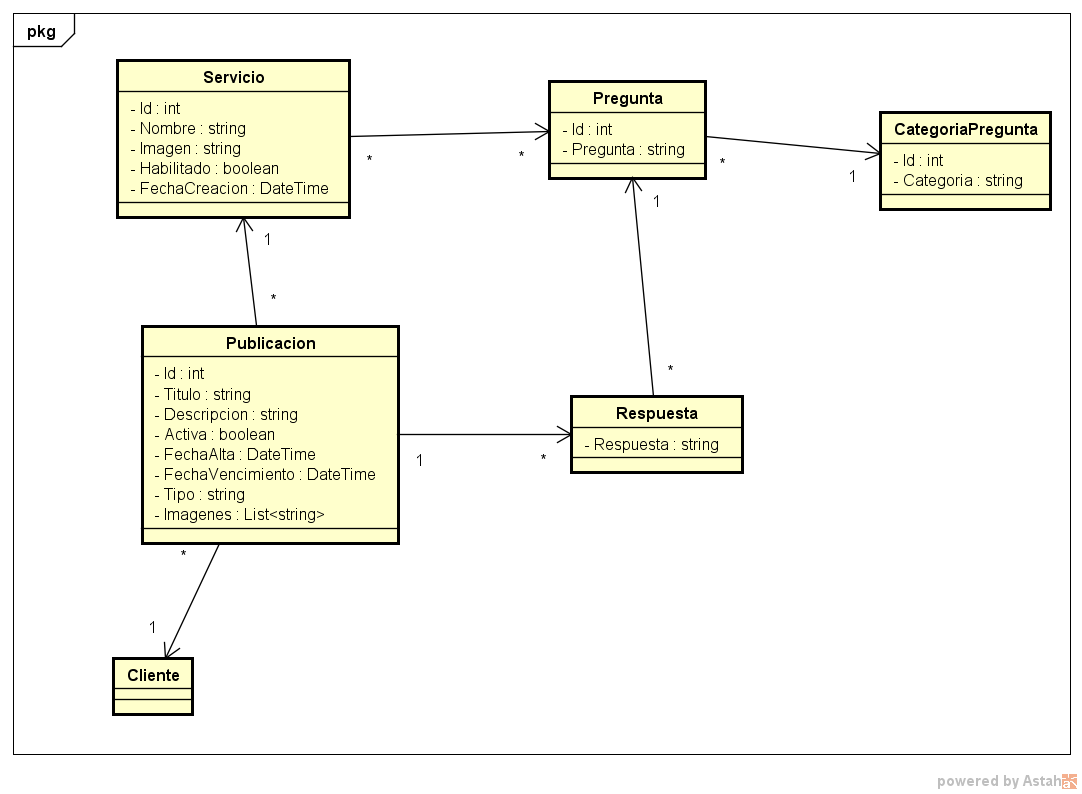 pkg
Servicio
- Id : int
- Nombre : string
- Imagen : string
- Habilitado : boolean
- FechaCreacion : DateTime
*
*
Pregunta
- Id : int
- Pregunta : string
*
1
CategoriaPregunta
- Id : int
- Categoria : string
1
*
1
*
Publicacion
- Id : int
- Titulo : string
- Descripcion : string
- Activa : boolean
- FechaAlta : DateTime
- FechaVencimiento : DateTime
- Tipo : string
- Imagenes : List<string>
1
*
Respuesta
- Respuesta : string
*
1
Cliente
powered by Astah